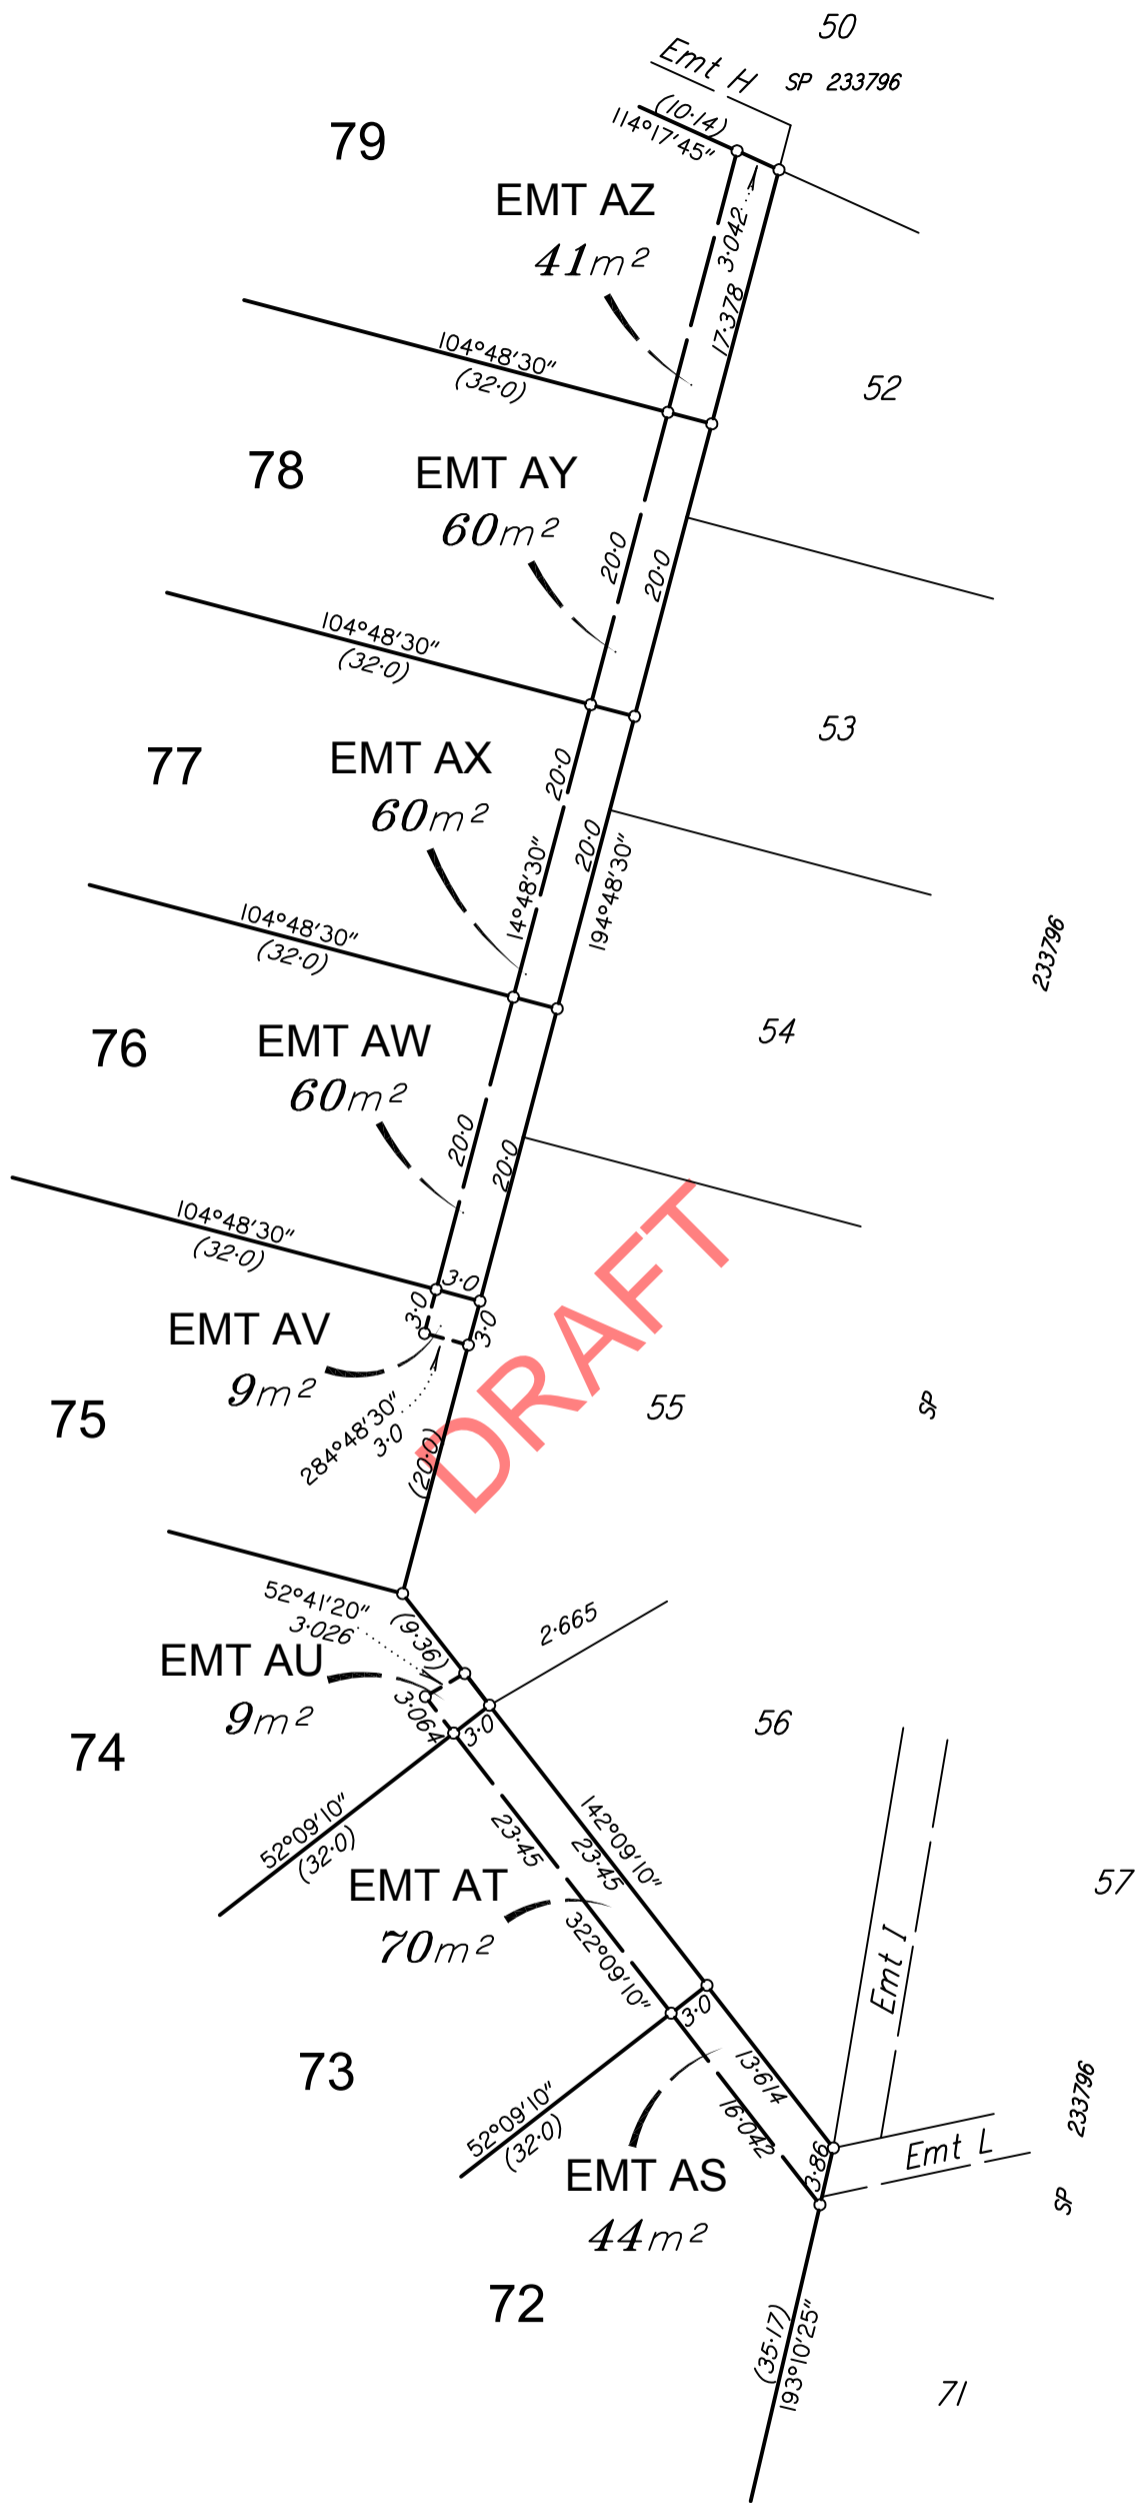 50
Emt H
SP 233796
(10·14)
114°17'45"
79
EMT AZ
41m²
3·042
17·378
104°48'30"
(32·0)
52
78
EMT AY
60m²
20·0
20·0
104°48'30"
(32·0)
53
77
EMT AX
60m²
20·0
20·0
14°48'30"
194°48'30"
104°48'30"
(32·0)
233796
54
76
EMT AW
60m²
20·0
20·0
104°48'30"
(32·0)
3·0
3·0
3·0
EMT AV
9m²
DRAFT
75
55
SP
284°48'30"
3·0
(20·0)
52°41'20"
3·026
(9·36)
2·665
EMT AU
9m²
3·064
3·0
74
56
52°09'10"
(32·0)
23·45
142°09'10"
23·45
57
EMT AT
70m²
322°09'10"
Emt I
3·0
73
13·614
16·042
52°09'10"
(32·0)
233796
3·86
Emt L
EMT AS
44m²
SP
72
(35·17)
193°10'25"
71